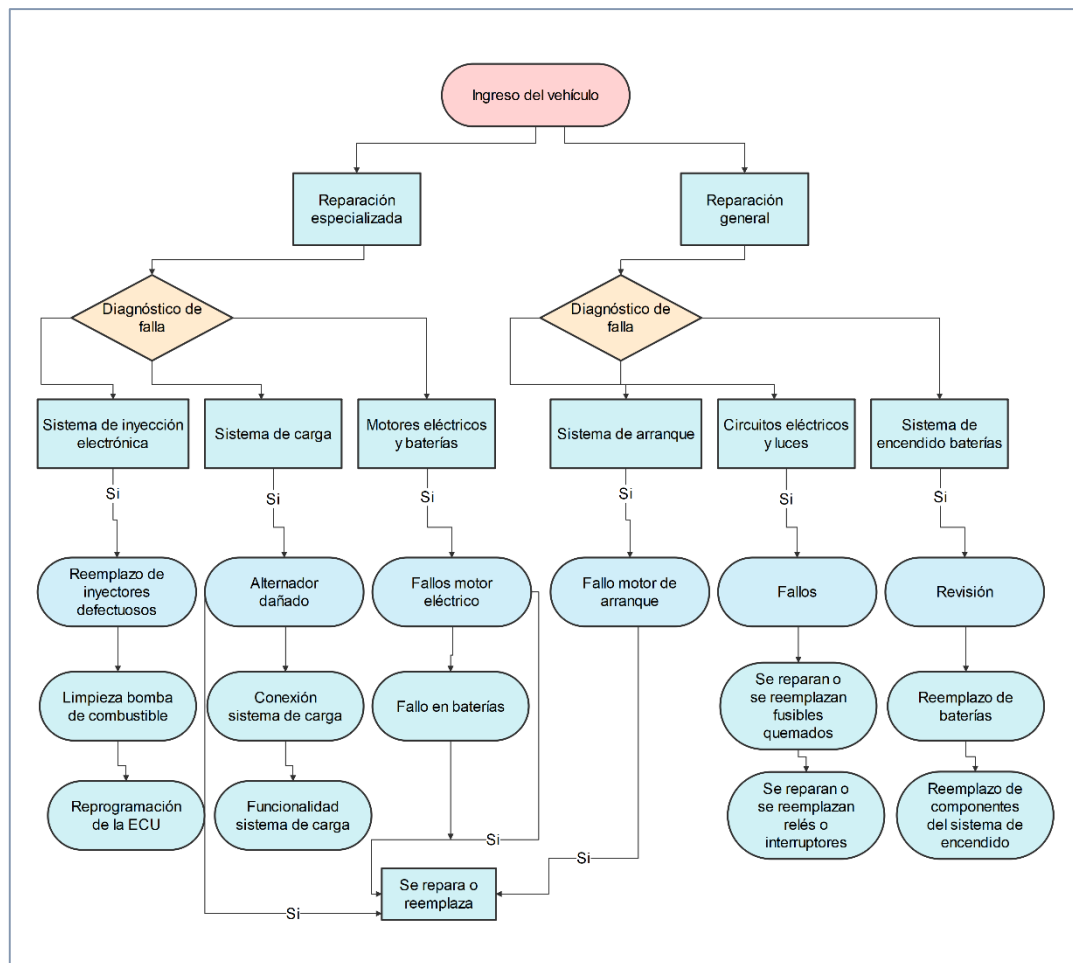 Ingreso del vehículo
Reparación
especializada
Reparación
general
Diagnóstico de
falla
Diagnóstico de
falla
Sistema de inyección
electrónica
Sistema de carga
Motores eléctricos
y baterías
Sistema de arranque
Circuitos eléctricos
y luces
Sistema de
encendido baterías
Si
Si
Si
Si
Si
Si
Reemplazo de
inyectores
defectuosos
Alternador
dañado
Fallos motor
eléctrico
Fallo motor de
arranque
Fallos
Revisión
Limpieza bomba
de combustible
Conexión
sistema de carga
Fallo en baterías
Se reparan o
se reemplazan
fusibles
quemados
Reemplazo de
baterías
Reprogramación
de la ECU
Funcionalidad
sistema de carga
Se reparan o
se reemplazan
relés o
interruptores
Reemplazo de
componentes
del sistema de
encendido
Si
Si
Se repara o
reemplaza
Si